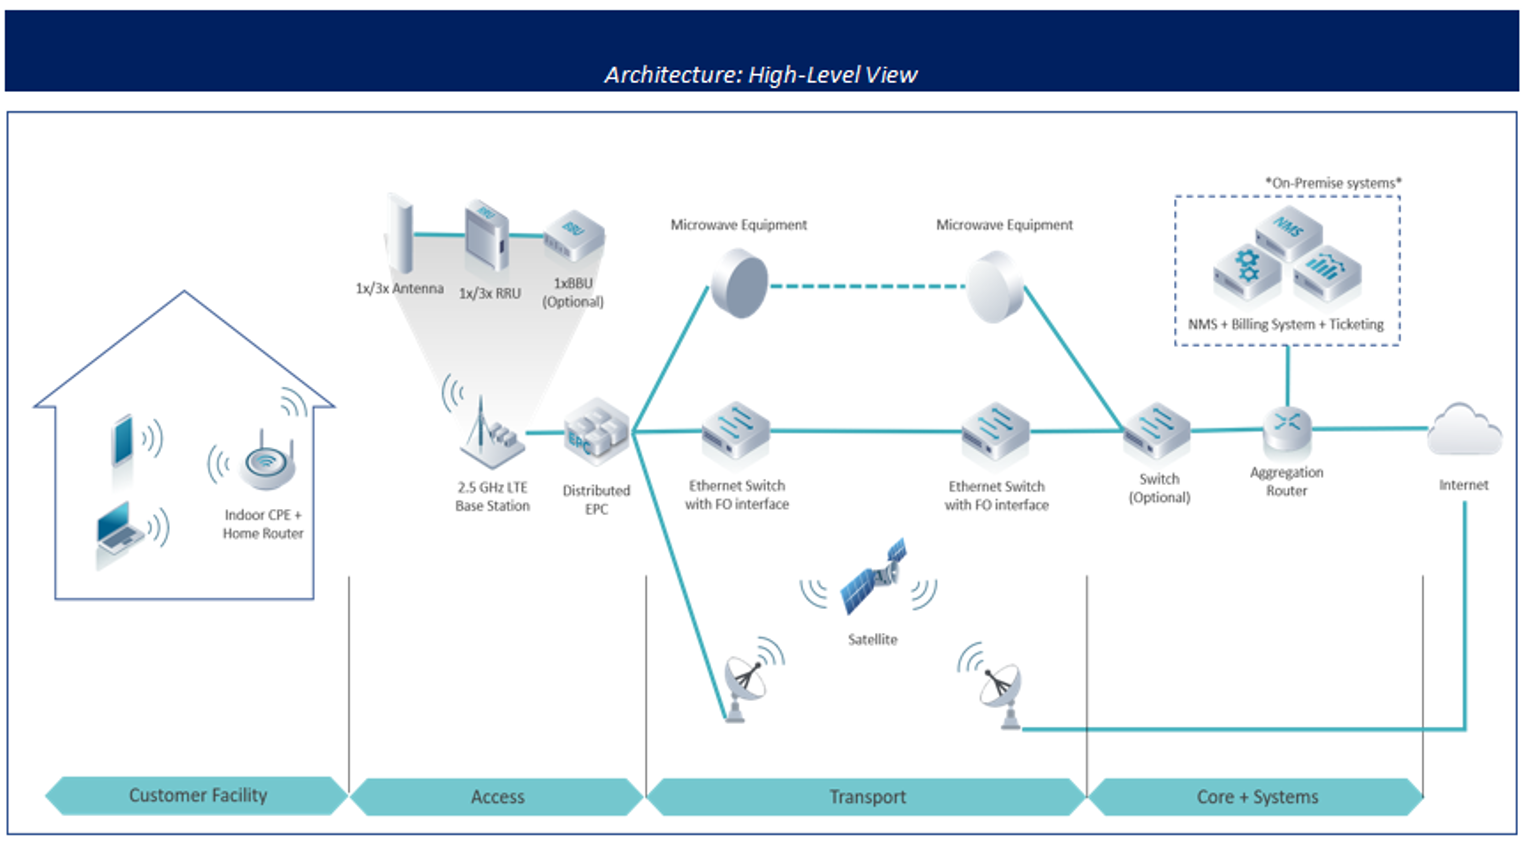 Architecture: High-Level View
*On-Premise systems*
NMS
NMS + Billing System + Ticketing
Microwave Equipment
Microwave Equipment
RRU
BBU
1x/3x Antenna
1x/3x RRU
1xBBU
(Optional)
EPC
Indoor CPE +
Home Router
2.5 GHz LTE
Base Station
Distributed
EPC
Ethernet Switch
with FO interface
Ethernet Switch
with FO interface
Switch
(Optional)
Aggregation
Router
Internet
Satellite
Customer Facility
Access
Transport
Core + Systems